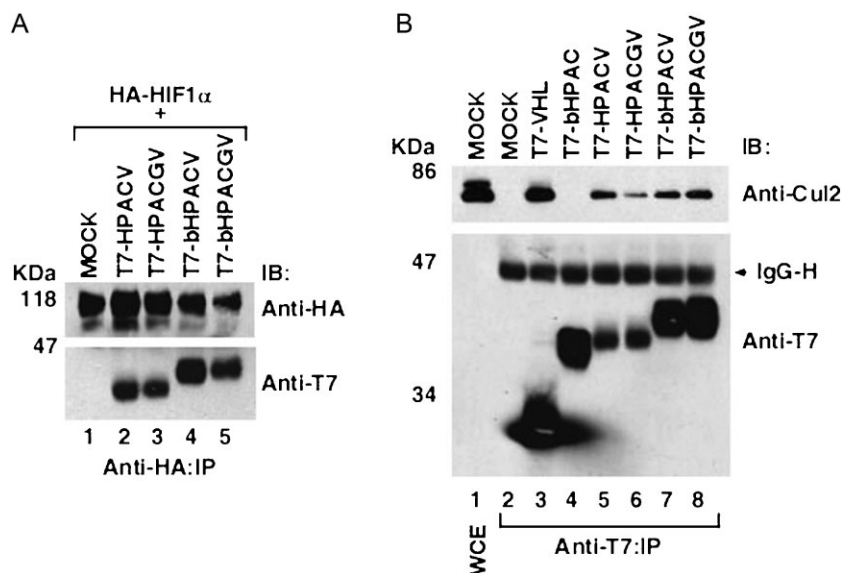 A
HA-HIF1α
+
MOCK
T7-HPACV
T7-HPACGV
T7-bHPACV
T7-bHPACGV
KDa
IB:
118
Anti-HA
47
Anti-T7
1 2 3 4 5
Anti-HA:IP
B
MOCK
MOCK
T7-VHL
T7-bHPAC
T7-HPACV
T7-HPACGV
T7-bHPACV
T7-bHPACGV
KDa
IB:
86
Anti-Cul2
47
IgG-H
Anti-T7
34
1 2 3 4 5 6 7 8
WCE
Anti-T7:IP